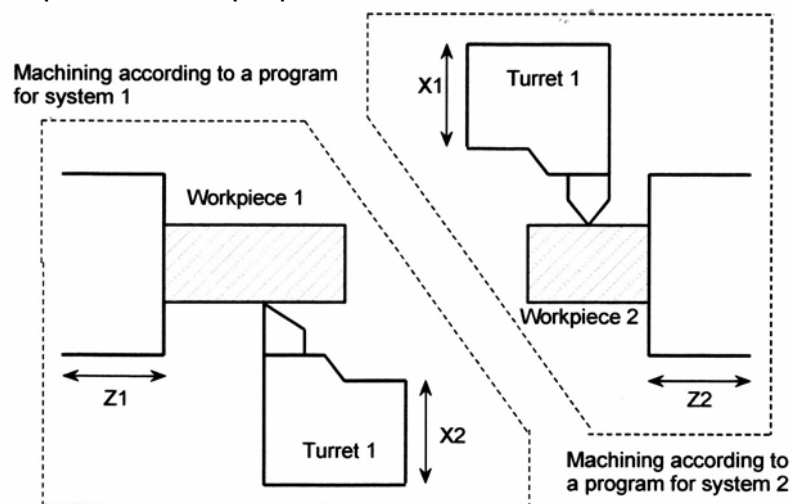 Machining according to a program
for system 1
X1
Turret 1
Workpiece 1
Workpiece 2
Z1
Z2
X2
Turret 1
Machining according to
a program for system 2